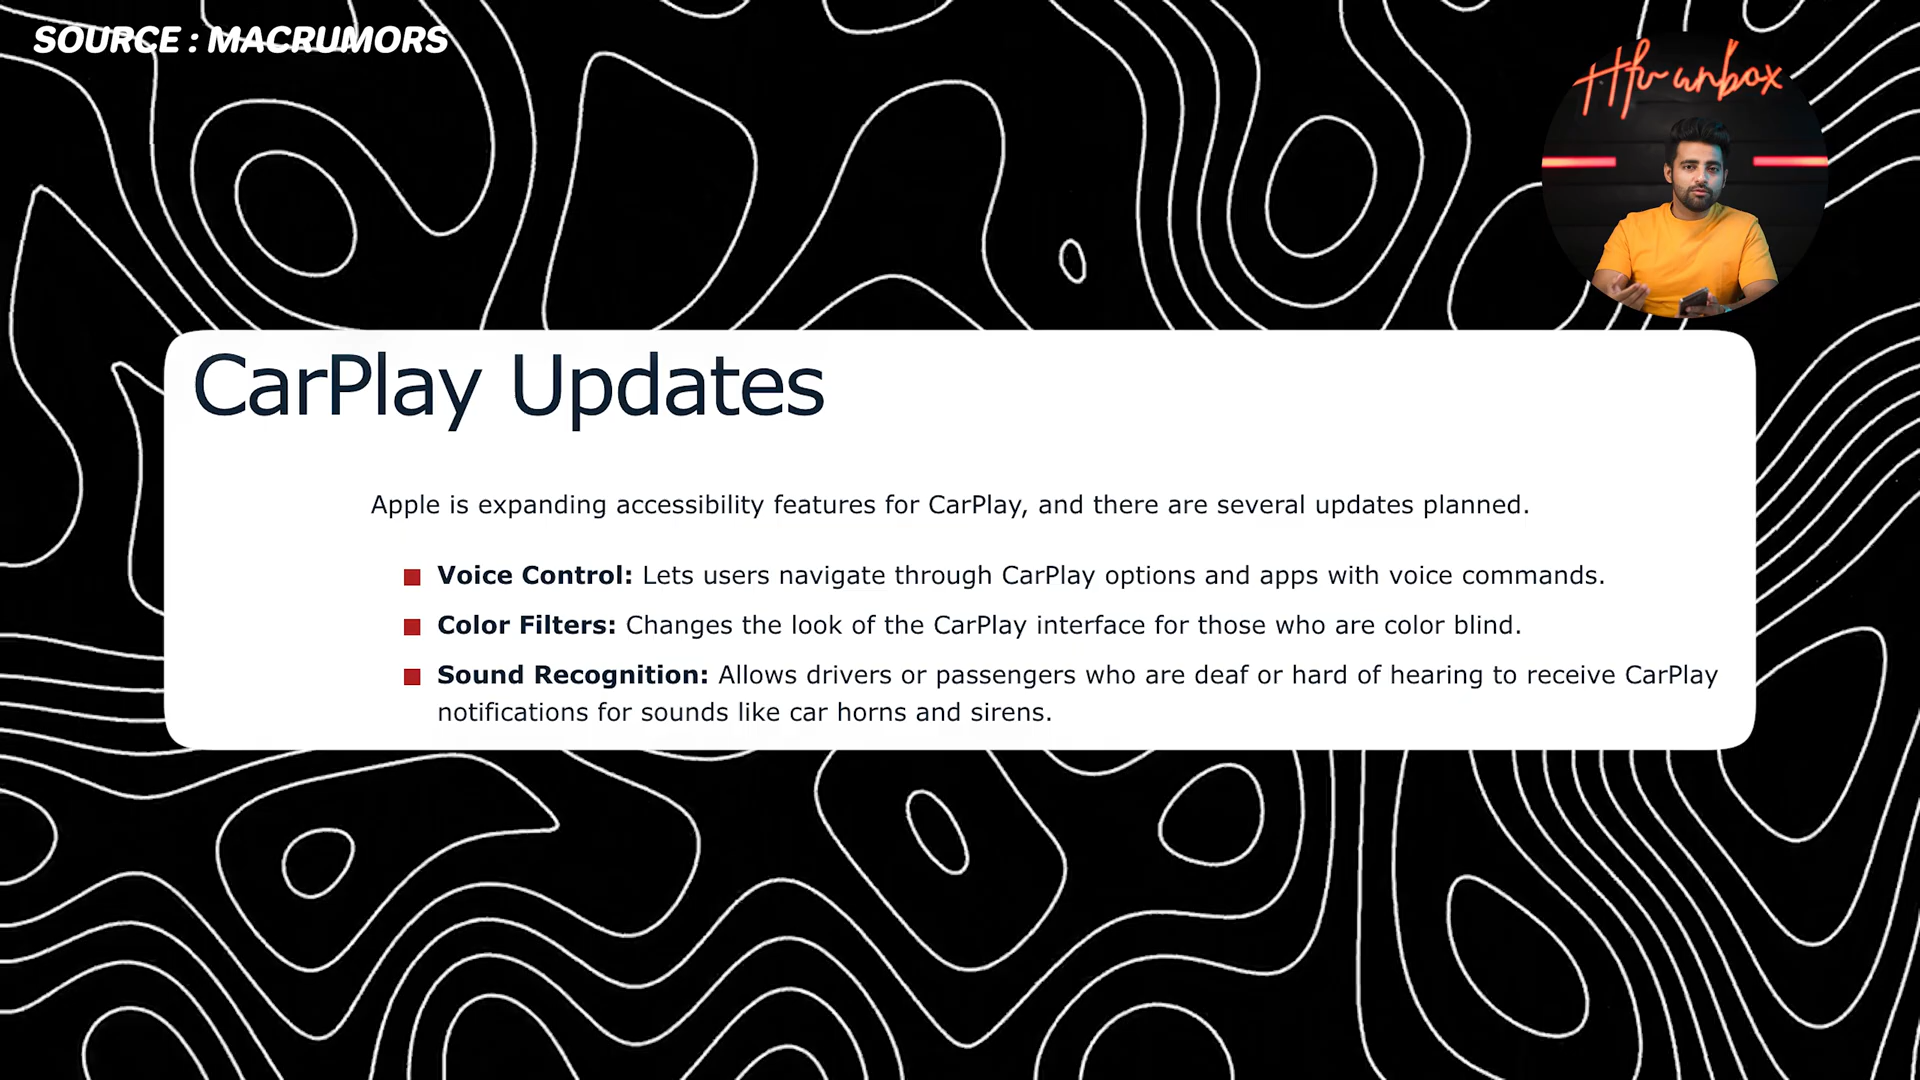 SOURCE : MACRUMORS
Hfv unbox
CarPlay Updates
Apple is expanding accessibility features for CarPlay, and there are several updates planned.
Voice Control: Lets users navigate through CarPlay options and apps with voice commands.
Color Filters: Changes the look of the CarPlay interface for those who are color blind.
Sound Recognition: Allows drivers or passengers who are deaf or hard of hearing to receive CarPlay
notifications for sounds like car horns and sirens.